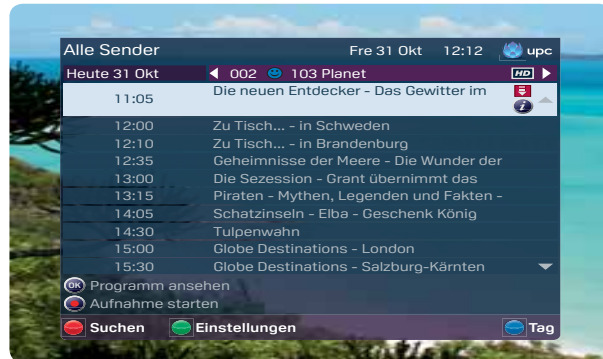 Alle Sender Fre 31 Okt 12:12 upc
Heute 31 Okt 002 103 Planet HD
11:05 Die neuen Entdecker - Das Gewitter im
12:00 Zu Tisch... - in Schweden
12:10 Zu Tisch... - in Brandenburg
12:35 Geheimnisse der Meere - Die Wunder der
13:00 Die Sezession - Grant übernimmt das
13:15 Piraten - Mythen, Legenden und Fakten -
14:05 Schatzinseln - Elba - Geschenk König
14:30 Tulpenwahn
15:00 Globe Destinations - London
15:30 Globe Destinations - Salzburg-Kärnten
OK Programm ansehen
Aufnahme starten
Suchen Einstellungen Tag